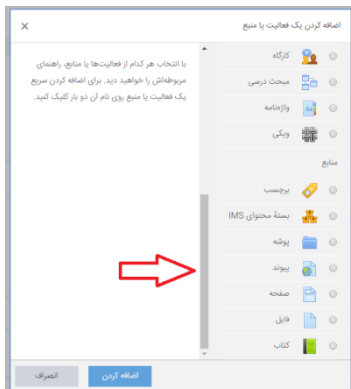 اضافه کردن یک فعالیت یا منبع
×
با انتخاب هر کدام از فعالیت‌ها یا منابع، راهنمای
مربوطه‌اش را خواهید دید. برای اضافه کردن سریع
یک فعالیت یا منبع روی نام آن دو بار کلیک کنید.
کارگاه
مبحث درسی
واژه‌نامه
ویکی
منابع
برچسب
بستهٔ محتوای IMS
پوشه
پیوند
صفحه
فایل
کتاب
اضافه کردن
انصراف